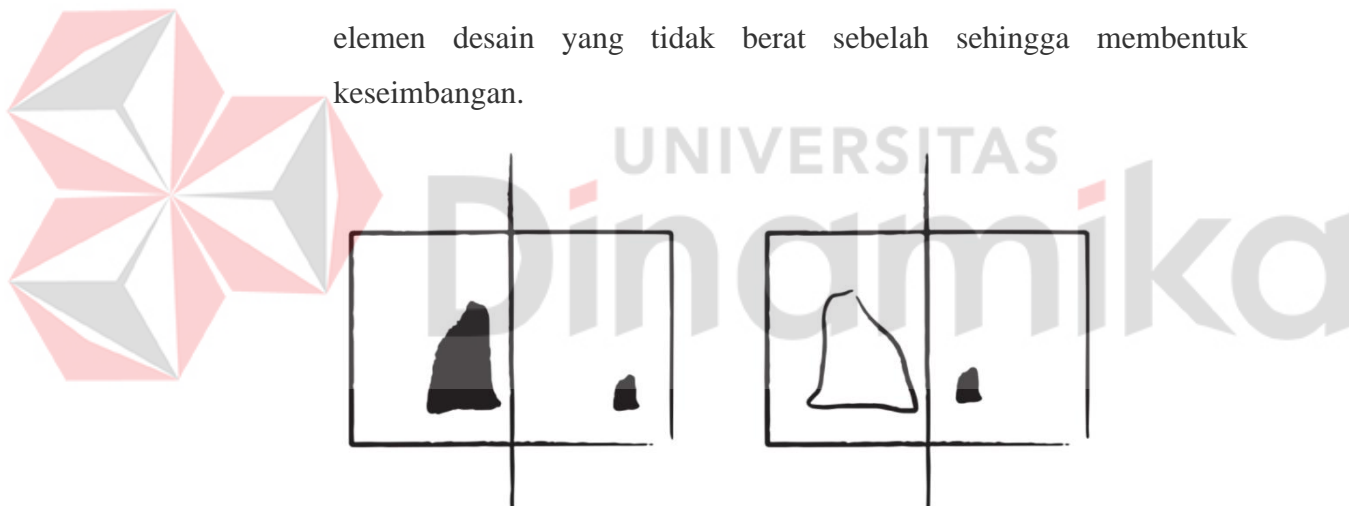 elemen desain yang tidak berat sebelah sehingga membentuk
keseimbangan.
UNIVERSITAS
Dinamika